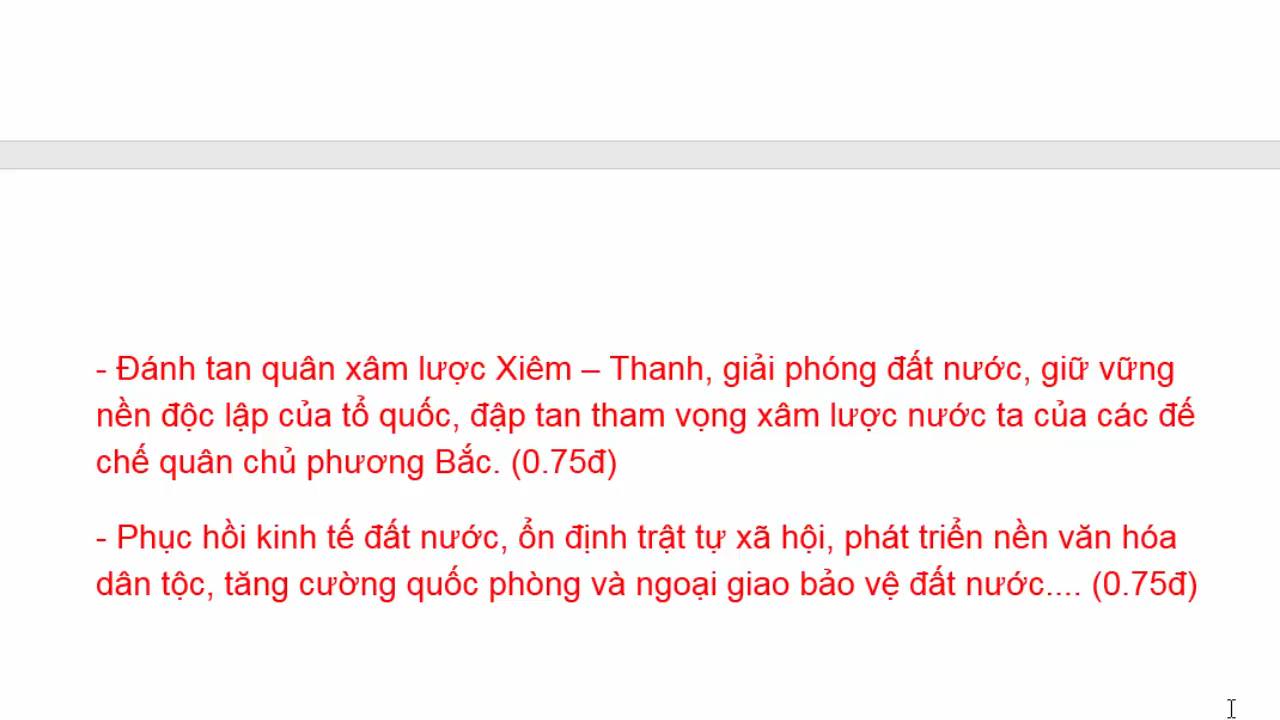 - Đánh tan quân xâm lược Xiêm – Thanh, giải phóng đất nước, giữ vững
nền độc lập của tổ quốc, đập tan tham vọng xâm lược nước ta của các đế
chế quân chủ phương Bắc. (0.75đ)
- Phục hồi kinh tế đất nước, ổn định trật tự xã hội, phát triển nền văn hóa
dân tộc, tăng cường quốc phòng và ngoại giao bảo vệ đất nước.... (0.75đ)